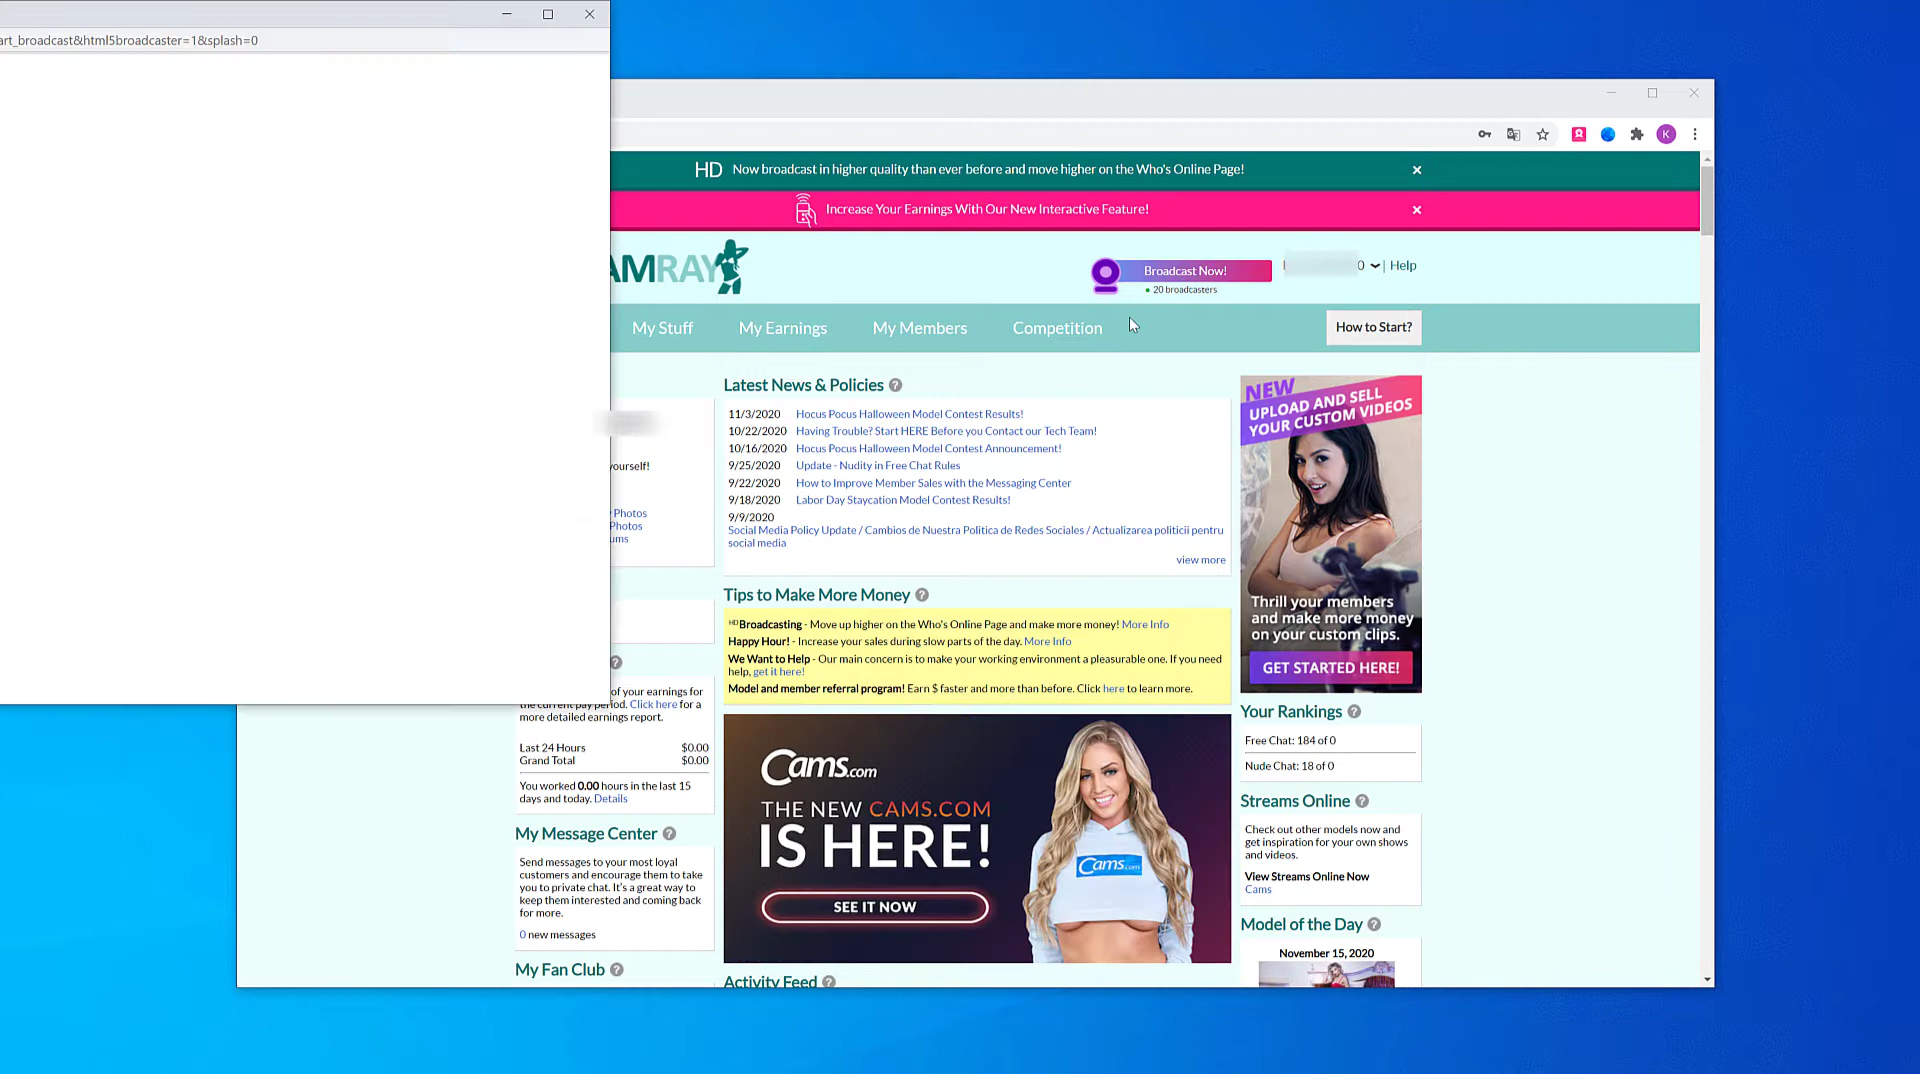 art_broadcast&html5broadcaster=1&splash=0
K
HD Now broadcast in higher quality than ever before and move higher on the Who's Online Page!
Increase Your Earnings With Our New Interactive Feature!
AMRAY
Broadcast Now!
20 broadcasters
0 | Help
My Stuff
My Earnings
My Members
Competition
How to Start?
yourself!
Photos
Photos
ums
of your earnings for
the current pay period. Click here for a
more detailed earnings report.
Last 24 Hours $0.00
Grand Total $0.00
You worked 0.00 hours in the last 15
days and today. Details
My Message Center
Send messages to your most loyal
customers and encourage them to take
you to private chat. It's a great way to
keep them interested and coming back
for more.
0 new messages
My Fan Club
Latest News & Policies
11/3/2020 Hocus Pocus Halloween Model Contest Results!
10/22/2020 Having Trouble? Start HERE Before you Contact our Tech Team!
10/16/2020 Hocus Pocus Halloween Model Contest Announcement!
9/25/2020 Update - Nudity in Free Chat Rules
9/22/2020 How to Improve Member Sales with the Messaging Center
9/18/2020 Labor Day Staycation Model Contest Results!
9/9/2020
Social Media Policy Update / Cambios de Nuestra Politica de Redes Sociales / Actualizarea politicii pentru
social media
view more
Tips to Make More Money
HD Broadcasting - Move up higher on the Who's Online Page and make more money! More Info
Happy Hour! - Increase your sales during slow parts of the day. More Info
We Want to Help - Our main concern is to make your working environment a pleasurable one. If you need
help, get it here!
Model and member referral program! Earn $ faster and more than before. Click here to learn more.
Cams.com
THE NEW CAMS.COM
IS HERE!
SEE IT NOW
Cams.com
Activity Feed
NEW
UPLOAD AND SELL
YOUR CUSTOM VIDEOS
Thrill your members
and make more money
on your custom clips.
GET STARTED HERE!
Your Rankings
Free Chat: 184 of 0
Nude Chat: 18 of 0
Streams Online
Check out other models now and
get inspiration for your own shows
and videos.
View Streams Online Now
Cams
Model of the Day
November 15, 2020